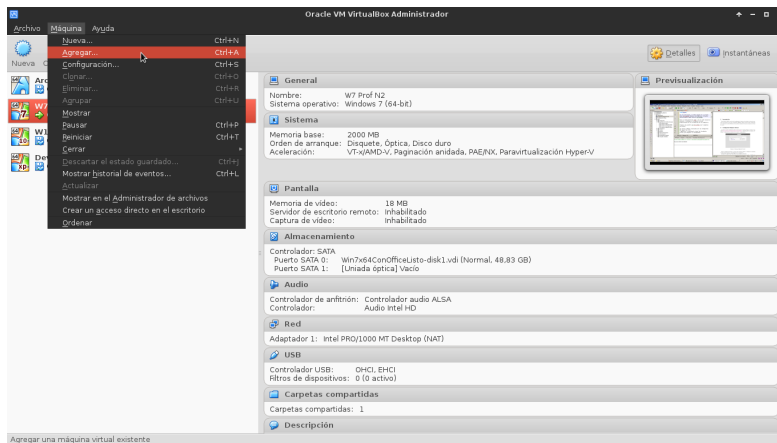 Oracle VM VirtualBox Administrador
Archivo Máquina Ayuda
Nueva
Nueva... Ctrl+N
Agregar... Ctrl+A
Configuración... Ctrl+S
Clonar... Ctrl+O
Eliminar... Ctrl+R
Agrupar Ctrl+U
Mostrar
Pausar Ctrl+P
Reiniciar Ctrl+T
Cerrar
Descartar el estado guardado... Ctrl+J
Mostrar historial de eventos... Ctrl+L
Actualizar
Mostrar en el Administrador de archivos
Crear un acceso directo en el escritorio
Ordenar
Detalles Instantáneas
General
Nombre: W7 Prof N2
Sistema operativo: Windows 7 (64-bit)
Previsualización
Sistema
Memoria base: 2000 MB
Orden de arranque: Disquete, Óptica, Disco duro
Aceleración: VT-x/AMD-V, Paginación anidada, PAE/NX, Paravirtualización Hyper-V
Pantalla
Memoria de vídeo: 18 MB
Servidor de escritorio remoto: Inhabilitado
Captura de vídeo: Inhabilitado
Almacenamiento
Controlador: SATA
Puerto SATA 0: Win7x64ConOfficeListo-disk1.vdi (Normal, 48,83 GB)
Puerto SATA 1: [Uniada óptica] Vacío
Audio
Controlador de anfitrión: Controlador audio ALSA
Controlador: Audio Intel HD
Red
Adaptador 1: Intel PRO/1000 MT Desktop (NAT)
USB
Controlador USB: OHCI, EHCI
Filtros de dispositivos: 0 (0 activo)
Carpetas compartidas
Carpetas compartidas: 1
Descripción
Agregar una máquina virtual existente